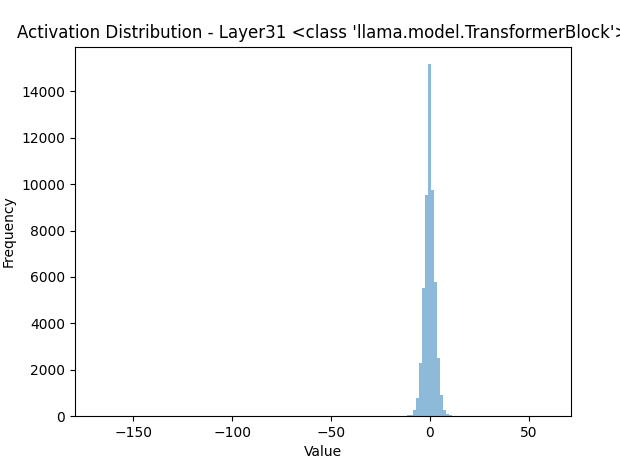 Activation Distribution - Layer31 <class 'llama.model.TransformerBlock'>
14000
12000
10000
8000
6000
4000
2000
0
Frequency
−150 −100 −50 0 50
Value